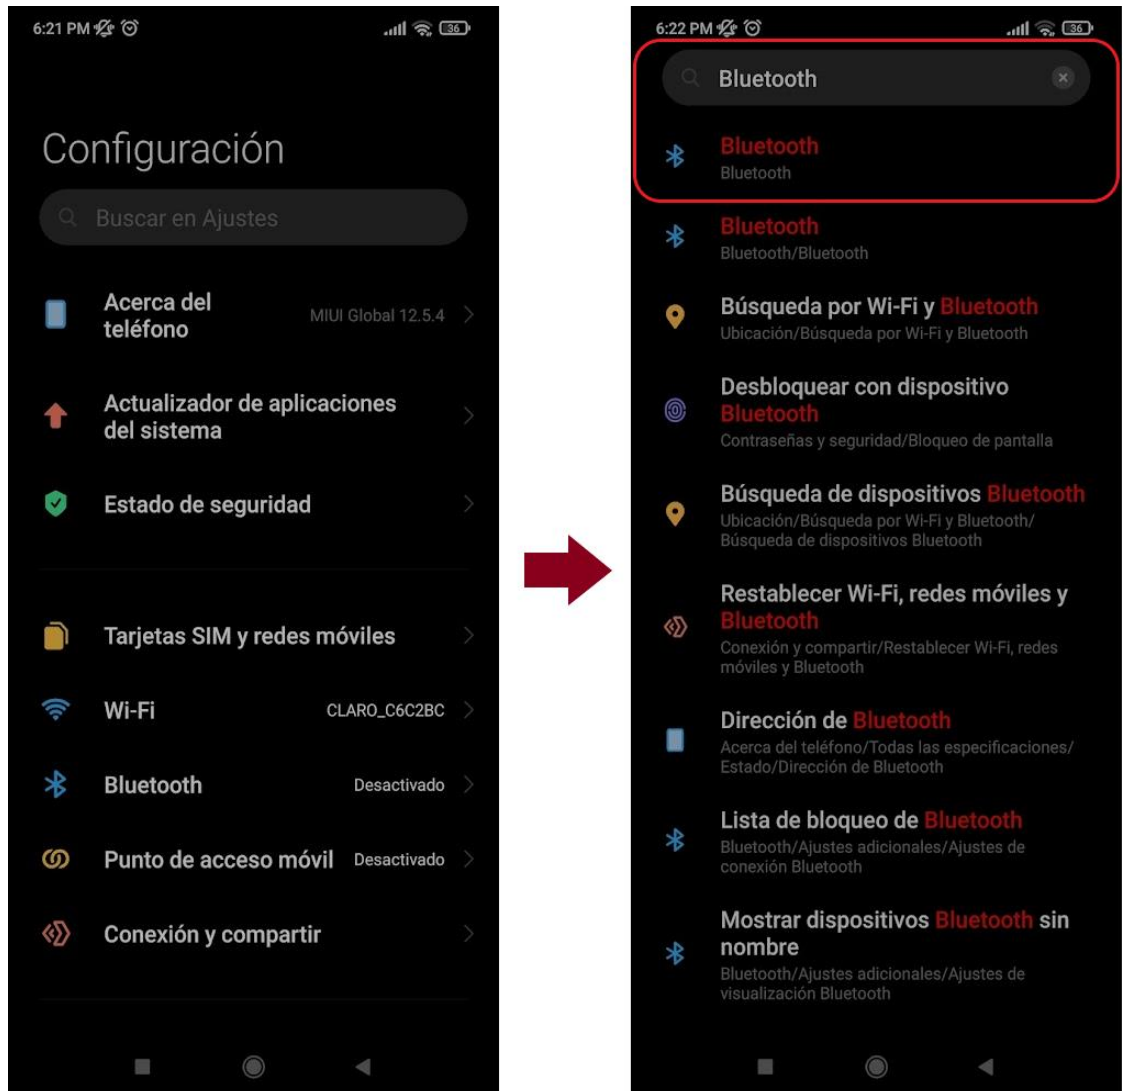 6:21 PM
36
Configuración
Buscar en Ajustes
Acerca del
teléfono
MIUI Global 12.5.4
Actualizador de aplicaciones
del sistema
Estado de seguridad
Tarjetas SIM y redes móviles
Wi-Fi
CLARO_C6C2BC
Bluetooth
Desactivado
Punto de acceso móvil
Desactivado
Conexión y compartir
6:22 PM
36
Bluetooth
Bluetooth
Bluetooth
Bluetooth
Bluetooth/Bluetooth
Búsqueda por Wi-Fi y Bluetooth
Ubicación/Búsqueda por Wi-Fi y Bluetooth
Desbloquear con dispositivo
Bluetooth
Contraseñas y seguridad/Bloqueo de pantalla
Búsqueda de dispositivos Bluetooth
Ubicación/Búsqueda por Wi-Fi y Bluetooth/
Búsqueda de dispositivos Bluetooth
Restablecer Wi-Fi, redes móviles y
Bluetooth
Conexión y compartir/Restablecer Wi-Fi, redes
móviles y Bluetooth
Dirección de Bluetooth
Acerca del teléfono/Todas las especificaciones/
Estado/Dirección de Bluetooth
Lista de bloqueo de Bluetooth
Bluetooth/Ajustes adicionales/Ajustes de
conexión Bluetooth
Mostrar dispositivos Bluetooth sin
nombre
Bluetooth/Ajustes adicionales/Ajustes de
visualización Bluetooth